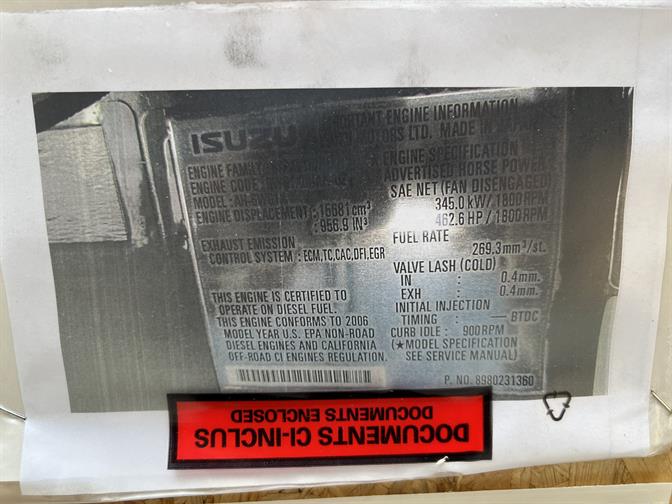 ISUZU
IMPORTANT ENGINE INFORMATION
MOTORS LTD. MADE IN
ENGINE FAMILY
ENGINE CODE
MODEL
ENGINE DISPLACEMENT :
956.9 IN³
EXHAUST EMISSION
CONTROL SYSTEM : ECM,TC,CAC,DFI,EGR
THIS ENGINE IS CERTIFIED TO
OPERATE ON DIESEL FUEL.
THIS ENGINE CONFORMS TO 2006
MODEL YEAR U.S. EPA NON-ROAD
DIESEL ENGINES AND CALIFORNIA
OFF-ROAD CI ENGINES REGULATION.
ENGINE SPECIFICATION
ADVERTISED HORSE POWER
SAE NET (FAN DISENGAGED)
345.0 kW/1800RPM
462.6 HP/1800RPM
FUEL RATE
269.3mm³/st.
VALVE LASH (COLD)
IN : 0.4mm.
EXH : 0.4mm.
INITIAL INJECTION
TIMING : — BTDC
CURB IDLE : 900RPM
(★MODEL SPECIFICATION
SEE SERVICE MANUAL)
P. NO. 8980231360
DOCUMENTS CI-INCLUS
DOCUMENTS ENCLOSED